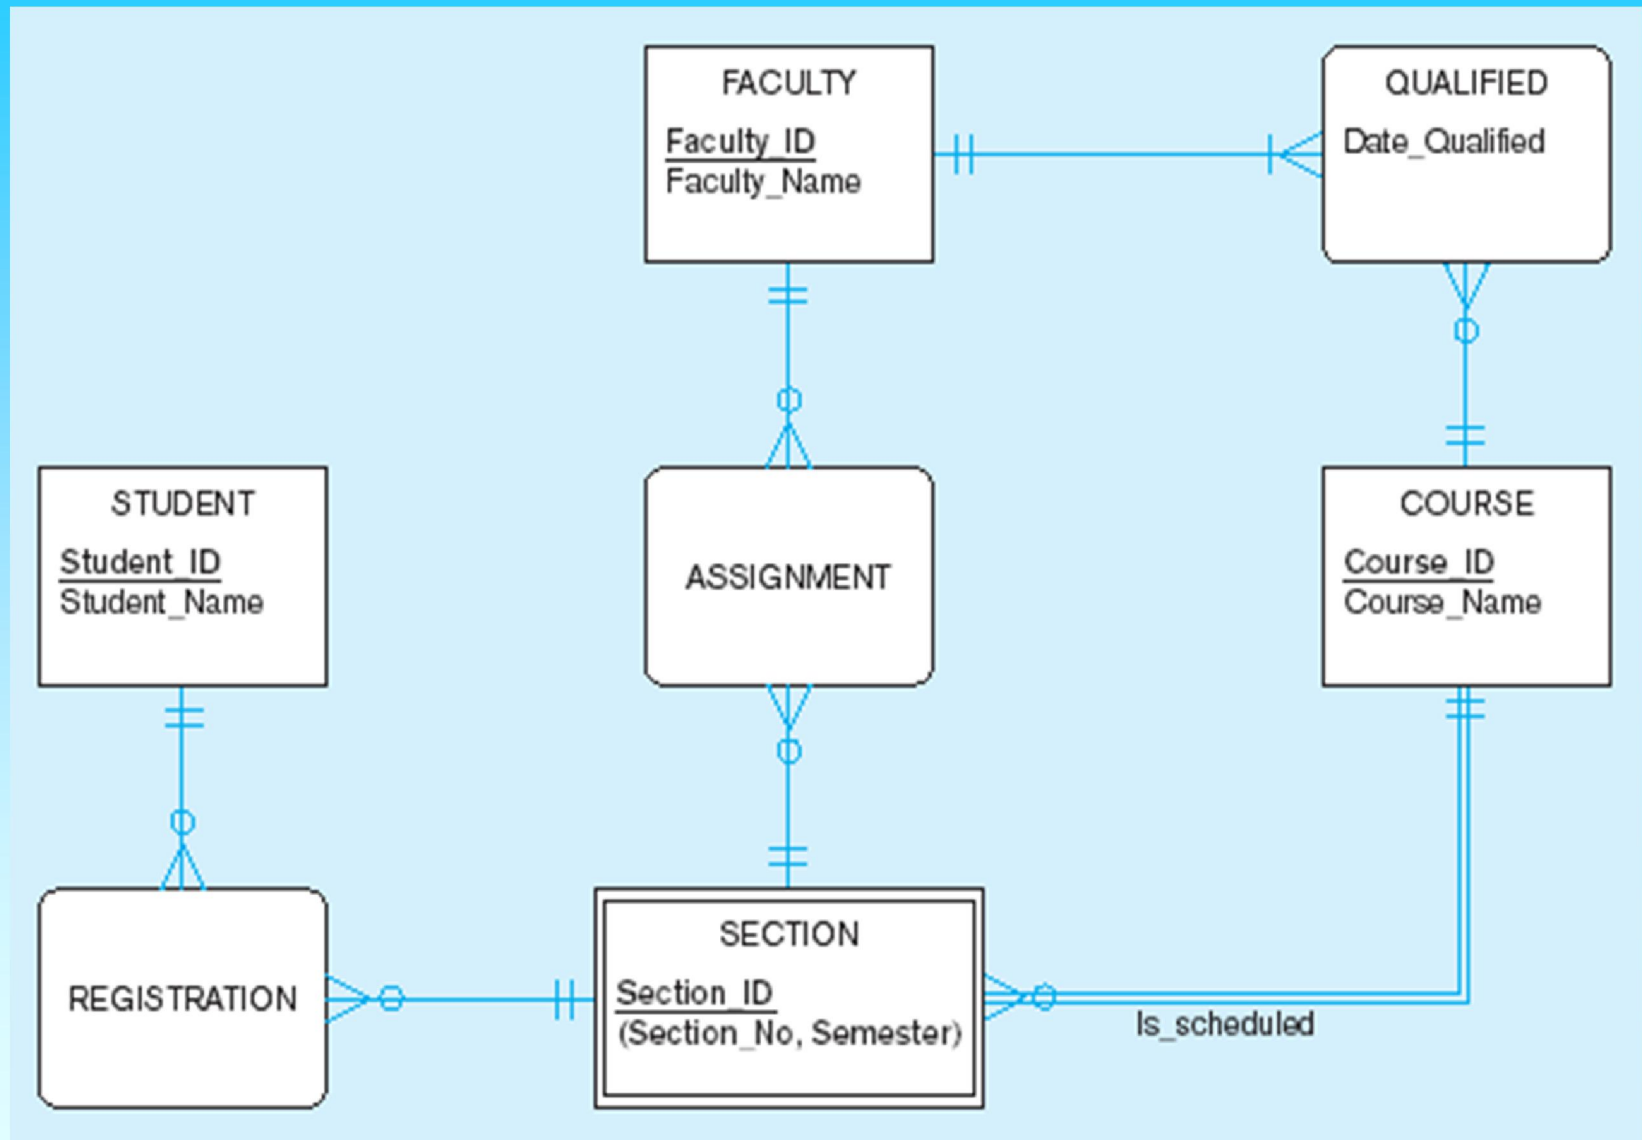 FACULTY
Faculty_ID
Faculty_Name
QUALIFIED
Date_Qualified
STUDENT
Student_ID
Student_Name
ASSIGNMENT
COURSE
Course_ID
Course_Name
REGISTRATION
SECTION
Section_ID
(Section_No, Semester)
Is_scheduled